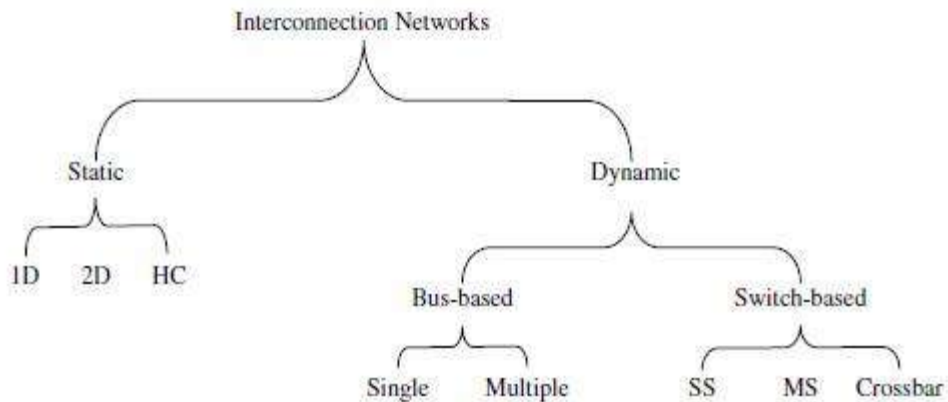 Interconnection Networks
Static
Dynamic
1D 2D HC
Bus-based
Switch-based
Single Multiple
SS MS Crossbar